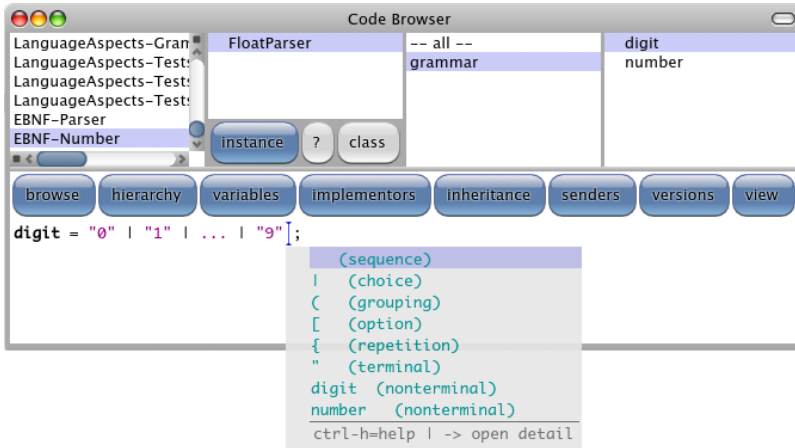 Code Browser
LanguageAspects-Gram
LanguageAspects-Tests
LanguageAspects-Tests
LanguageAspects-Tests
EBNF-Parser
EBNF-Number
FloatParser
instance ? class
-- all --
grammar
digit
number
browse hierarchy variables implementors inheritance senders versions view
digit = "0" | "1" | ... | "9" ;
(sequence)
| (choice)
( (grouping)
[ (option)
{ (repetition)
" (terminal)
digit (nonterminal)
number (nonterminal)
ctrl-h=help | -> open detail